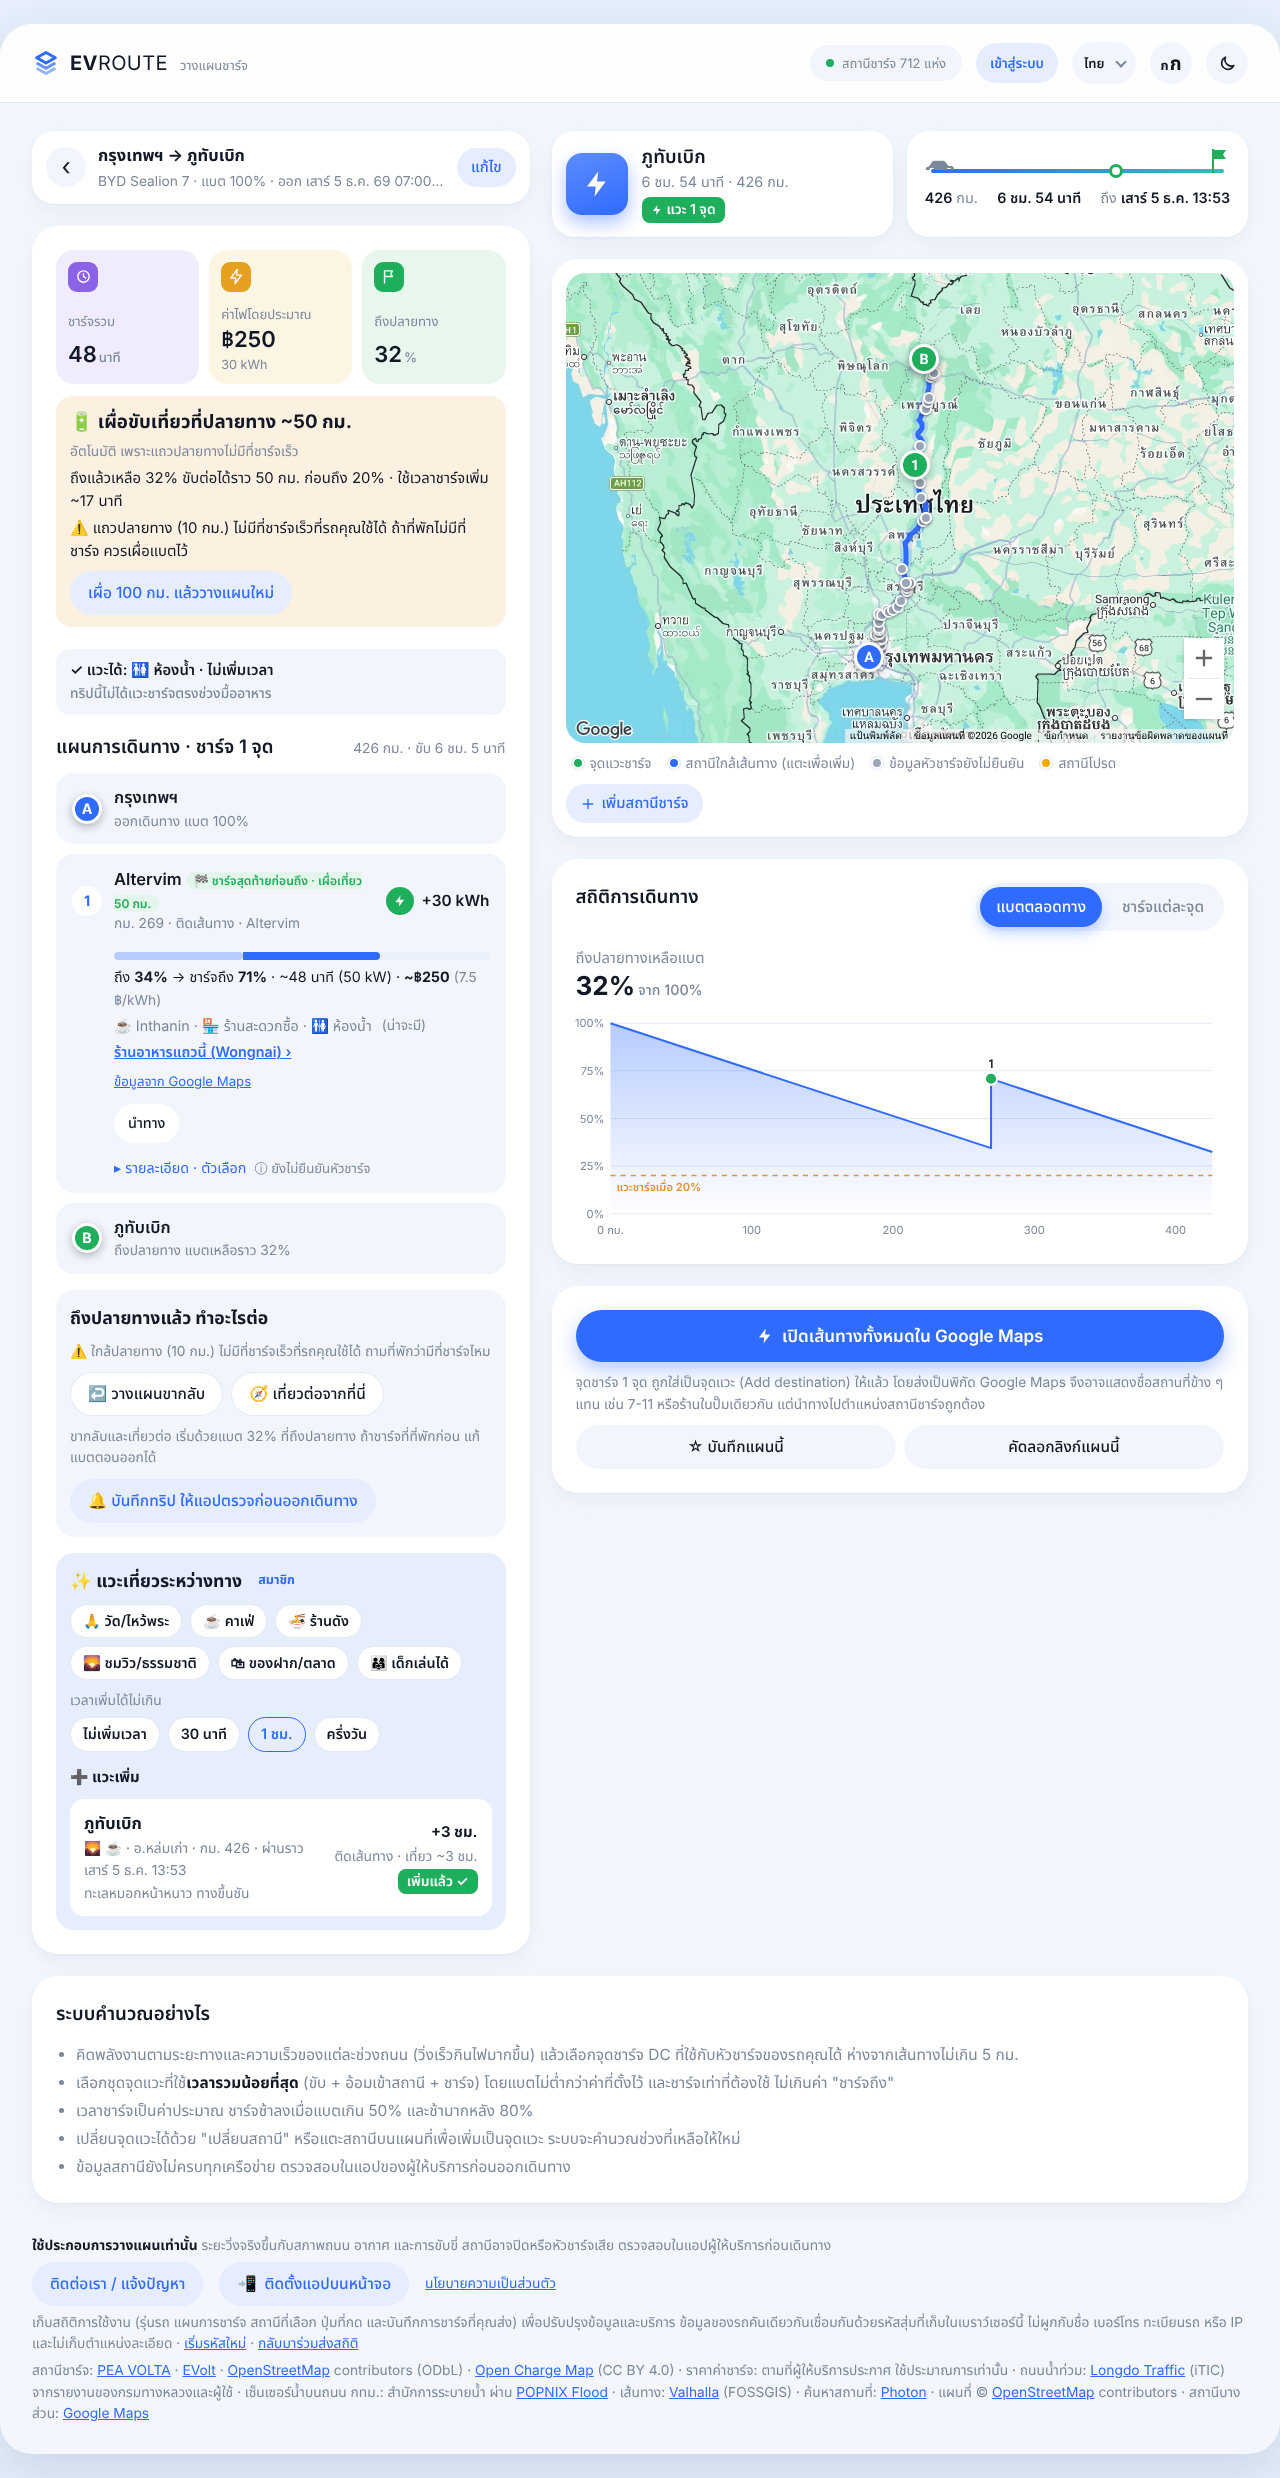 EVROUTE วางแผนชาร์จ
สถานีชาร์จ 712 แห่ง
เข้าสู่ระบบ
ไทย
กก
กรุงเทพฯ → ภูทับเบิก
BYD Sealion 7 · แบต 100% · ออก เสาร์ 5 ธ.ค. 69 07:00...
แก้ไข
ชาร์จรวม
48 นาที
ค่าไฟโดยประมาณ
฿250
30 kWh
ถึงปลายทาง
32 %
🔋 เผื่อขับเที่ยวที่ปลายทาง ~50 กม.
อัตโนมัติ เพราะแถวปลายทางไม่มีที่ชาร์จเร็ว
ถึงแล้วเหลือ 32% ขับต่อได้ราว 50 กม. ก่อนถึง 20% · ใช้เวลาชาร์จเพิ่ม
~17 นาที
⚠️ แถวปลายทาง (10 กม.) ไม่มีที่ชาร์จเร็วที่รถคุณใช้ได้ ถ้าที่พักไม่มีที่
ชาร์จ ควรเผื่อแบตไว้
เผื่อ 100 กม. แล้ววางแผนใหม่
✓ แวะได้: 🚻 ห้องน้ำ · ไม่เพิ่มเวลา
ทริปนี้ไม่ได้แวะชาร์จตรงช่วงมื้ออาหาร
แผนการเดินทาง · ชาร์จ 1 จุด
426 กม. · ขับ 6 ชม. 5 นาที
A
กรุงเทพฯ
ออกเดินทาง แบต 100%
1
Altervim 🏁 ชาร์จสุดท้ายก่อนถึง · เผื่อเที่ยว
50 กม.
+30 kWh
กม. 269 · ติดเส้นทาง · Altervim
ถึง 34% → ชาร์จถึง 71% · ~48 นาที (50 kW) · ~฿250 (7.5
฿/kWh)
☕ Inthanin · 🏪 ร้านสะดวกซื้อ · 🚻 ห้องน้ำ (น่าจะมี)
ร้านอาหารแถวนี้ (Wongnai) ›
ข้อมูลจาก Google Maps
นำทาง
▸ รายละเอียด · ตัวเลือก ⓘ ยังไม่ยืนยันหัวชาร์จ
B
ภูทับเบิก
ถึงปลายทาง แบตเหลือราว 32%
ถึงปลายทางแล้ว ทำอะไรต่อ
⚠️ ใกล้ปลายทาง (10 กม.) ไม่มีที่ชาร์จเร็วที่รถคุณใช้ได้ ถามที่พักว่ามีที่ชาร์จไหม
↩️ วางแผนขากลับ
🧭 เที่ยวต่อจากที่นี่
ขากลับและเที่ยวต่อ เริ่มด้วยแบต 32% ที่ถึงปลายทาง ถ้าชาร์จที่ที่พักก่อน แก้
แบตตอนออกได้
🔔 บันทึกทริป ให้แอปตรวจก่อนออกเดินทาง
✨ แวะเที่ยวระหว่างทาง สมาชิก
🙏 วัด/ไหว้พระ
☕ คาเฟ่
🍜 ร้านดัง
🌄 ชมวิว/ธรรมชาติ
🛍 ของฝาก/ตลาด
👨‍👩‍👧 เด็กเล่นได้
เวลาเพิ่มได้ไม่เกิน
ไม่เพิ่มเวลา
30 นาที
1 ชม.
ครึ่งวัน
➕ แวะเพิ่ม
ภูทับเบิก
🌄 ☕ · อ.หล่มเก่า · กม. 426 · ผ่านราว
เสาร์ 5 ธ.ค. 13:53
ทะเลหมอกหน้าหนาว ทางขึ้นชัน
+3 ชม.
ติดเส้นทาง · เที่ยว ~3 ชม.
เพิ่มแล้ว ✓
ภูทับเบิก
6 ชม. 54 นาที · 426 กม.
แวะ 1 จุด
426 กม.
6 ชม. 54 นาที
ถึง เสาร์ 5 ธ.ค. 13:53
อุตรดิตถ์
เลย
อุดรธานี
สกลนคร
สุโขทัย
หนองบัวลำภู
ตาก
พิษณุโลก
B
พะอาน
ဘားအံ
เมาะลำเลิง
မော်လမြိုင်
กำแพงเพชร
พิจิตร
ขอนแก่น
กาฬสินธุ์
มหาสารคาม
ชัยภูมิ
ร้อยเอ็ด
นครสวรรค์
1
AH112
ประเทศไทย
เย่
ရေး
อุทัยธานี
ชัยนาท
สิงห์บุรี
สุรินทร์
นครราชสีมา
บุรีรัมย์
กาญจนบุรี
สุพรรณบุรี
Samraong
ทวาย
ထားဝယ်
กาญจนบุรี
นครปฐม
ปราจีนบุรี
สระแก้ว
A
รุงเทพมหานคร
56
68
6
ปอยเปต
สมุทรสาคร
ฉะเชิงเทรา
ราชบุรี
ชลบุรี
เทศบาลนคร
แหลมฉบัง
พระตะบอง
เพชรบุรี
6
Google
แป้นพิมพ์ลัด
ข้อมูลแผนที่ ©2026 Google
ข้อกำหนด
รายงานข้อผิดพลาดของแผนที่
จุดแวะชาร์จ
สถานีใกล้เส้นทาง (แตะเพื่อเพิ่ม)
ข้อมูลหัวชาร์จยังไม่ยืนยัน
สถานีโปรด
+ เพิ่มสถานีชาร์จ
สถิติการเดินทาง
แบตตลอดทาง
ชาร์จแต่ละจุด
ถึงปลายทางเหลือแบต
32% จาก 100%
100%
75%
50%
25%
0%
1
แวะชาร์จเมื่อ 20%
0 กม.
100
200
300
400
เปิดเส้นทางทั้งหมดใน Google Maps
จุดชาร์จ 1 จุด ถูกใส่เป็นจุดแวะ (Add destination) ให้แล้ว โดยส่งเป็นพิกัด Google Maps จึงอาจแสดงชื่อสถานที่ข้าง ๆ
แทน เช่น 7-11 หรือร้านในปั๊มเดียวกัน แต่นำทางไปตำแหน่งสถานีชาร์จถูกต้อง
☆ บันทึกแผนนี้
คัดลอกลิงก์แผนนี้
ระบบคำนวณอย่างไร
• คิดพลังงานตามระยะทางและความเร็วของแต่ละช่วงถนน (วิ่งเร็วกินไฟมากขึ้น) แล้วเลือกจุดชาร์จ DC ที่ใช้กับหัวชาร์จของรถคุณได้ ห่างจากเส้นทางไม่เกิน 5 กม.
• เลือกชุดจุดแวะที่ใช้เวลารวมน้อยที่สุด (ขับ + อ้อมเข้าสถานี + ชาร์จ) โดยแบตไม่ต่ำกว่าค่าที่ตั้งไว้ และชาร์จเท่าที่ต้องใช้ ไม่เกินค่า "ชาร์จถึง"
• เวลาชาร์จเป็นค่าประมาณ ชาร์จช้าลงเมื่อแบตเกิน 50% และช้ามากหลัง 80%
• เปลี่ยนจุดแวะได้ด้วย "เปลี่ยนสถานี" หรือแตะสถานีบนแผนที่เพื่อเพิ่มเป็นจุดแวะ ระบบจะคำนวณช่วงที่เหลือให้ใหม่
• ข้อมูลสถานียังไม่ครบทุกเครือข่าย ตรวจสอบในแอปของผู้ให้บริการก่อนออกเดินทาง
ใช้ประกอบการวางแผนเท่านั้น ระยะวิ่งจริงขึ้นกับสภาพถนน อากาศ และการขับขี่ สถานีอาจปิดหรือหัวชาร์จเสีย ตรวจสอบในแอปผู้ให้บริการก่อนเดินทาง
ติดต่อเรา / แจ้งปัญหา
📲 ติดตั้งแอปบนหน้าจอ
นโยบายความเป็นส่วนตัว
เก็บสถิติการใช้งาน (รุ่นรถ แผนการชาร์จ สถานีที่เลือก ปุ่มที่กด และบันทึกการชาร์จที่คุณส่ง) เพื่อปรับปรุงข้อมูลและบริการ ข้อมูลของรถคันเดียวกันเชื่อมกันด้วยรหัสสุ่มที่เก็บในเบราว์เซอร์นี้ ไม่ผูกกับชื่อ เบอร์โทร ทะเบียนรถ หรือ IP
และไม่เก็บตำแหน่งละเอียด · เริ่มรหัสใหม่ · กลับมาร่วมส่งสถิติ
สถานีชาร์จ: PEA VOLTA · EVolt · OpenStreetMap contributors (ODbL) · Open Charge Map (CC BY 4.0) · ราคาค่าชาร์จ: ตามที่ผู้ให้บริการประกาศ ใช้ประมาณการเท่านั้น · ถนนน้ำท่วม: Longdo Traffic (iTIC)
จากรายงานของกรมทางหลวงและผู้ใช้ · เซ็นเซอร์น้ำบนถนน กทม.: สำนักการระบายน้ำ ผ่าน POPNIX Flood · เส้นทาง: Valhalla (FOSSGIS) · ค้นหาสถานที่: Photon · แผนที่ © OpenStreetMap contributors · สถานีบาง
ส่วน: Google Maps